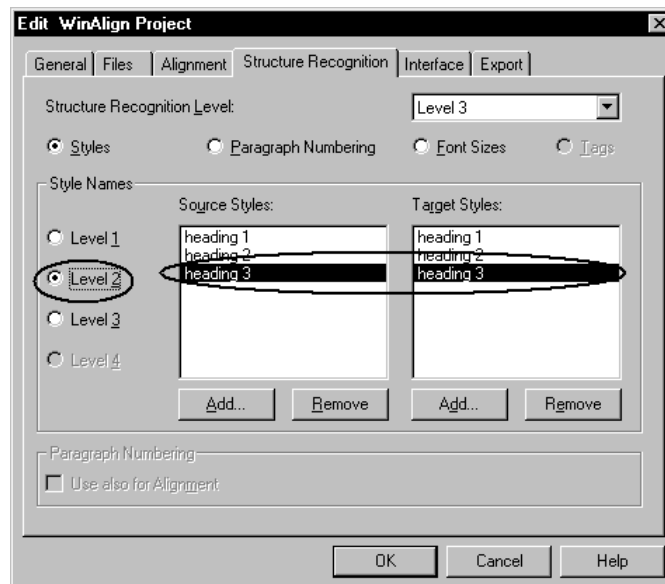 Edit WinAlign Project
General Files Alignment Structure Recognition Interface Export
Structure Recognition Level: Level 3
Styles Paragraph Numbering Font Sizes Tags
Style Names
Source Styles: Target Styles:
Level 1 heading 1 heading 1
heading 2 heading 2
Level 2 heading 3 heading 3
Level 3
Level 4
Add... Remove Add... Remove
Paragraph Numbering
Use also for Alignment
OK Cancel Help